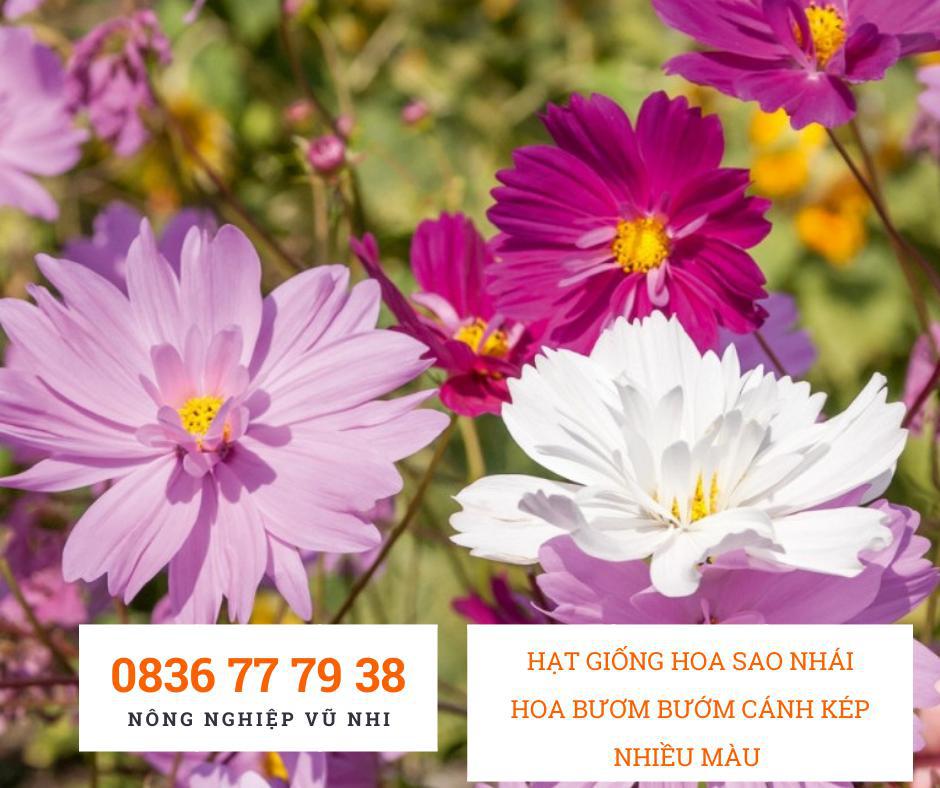 0836 77 79 38
NÔNG NGHIỆP VŨ NHI
HẠT GIỐNG HOA SAO NHÁI
HOA BƯƠM BƯỚM CÁNH KÉP
NHIỀU MÀU